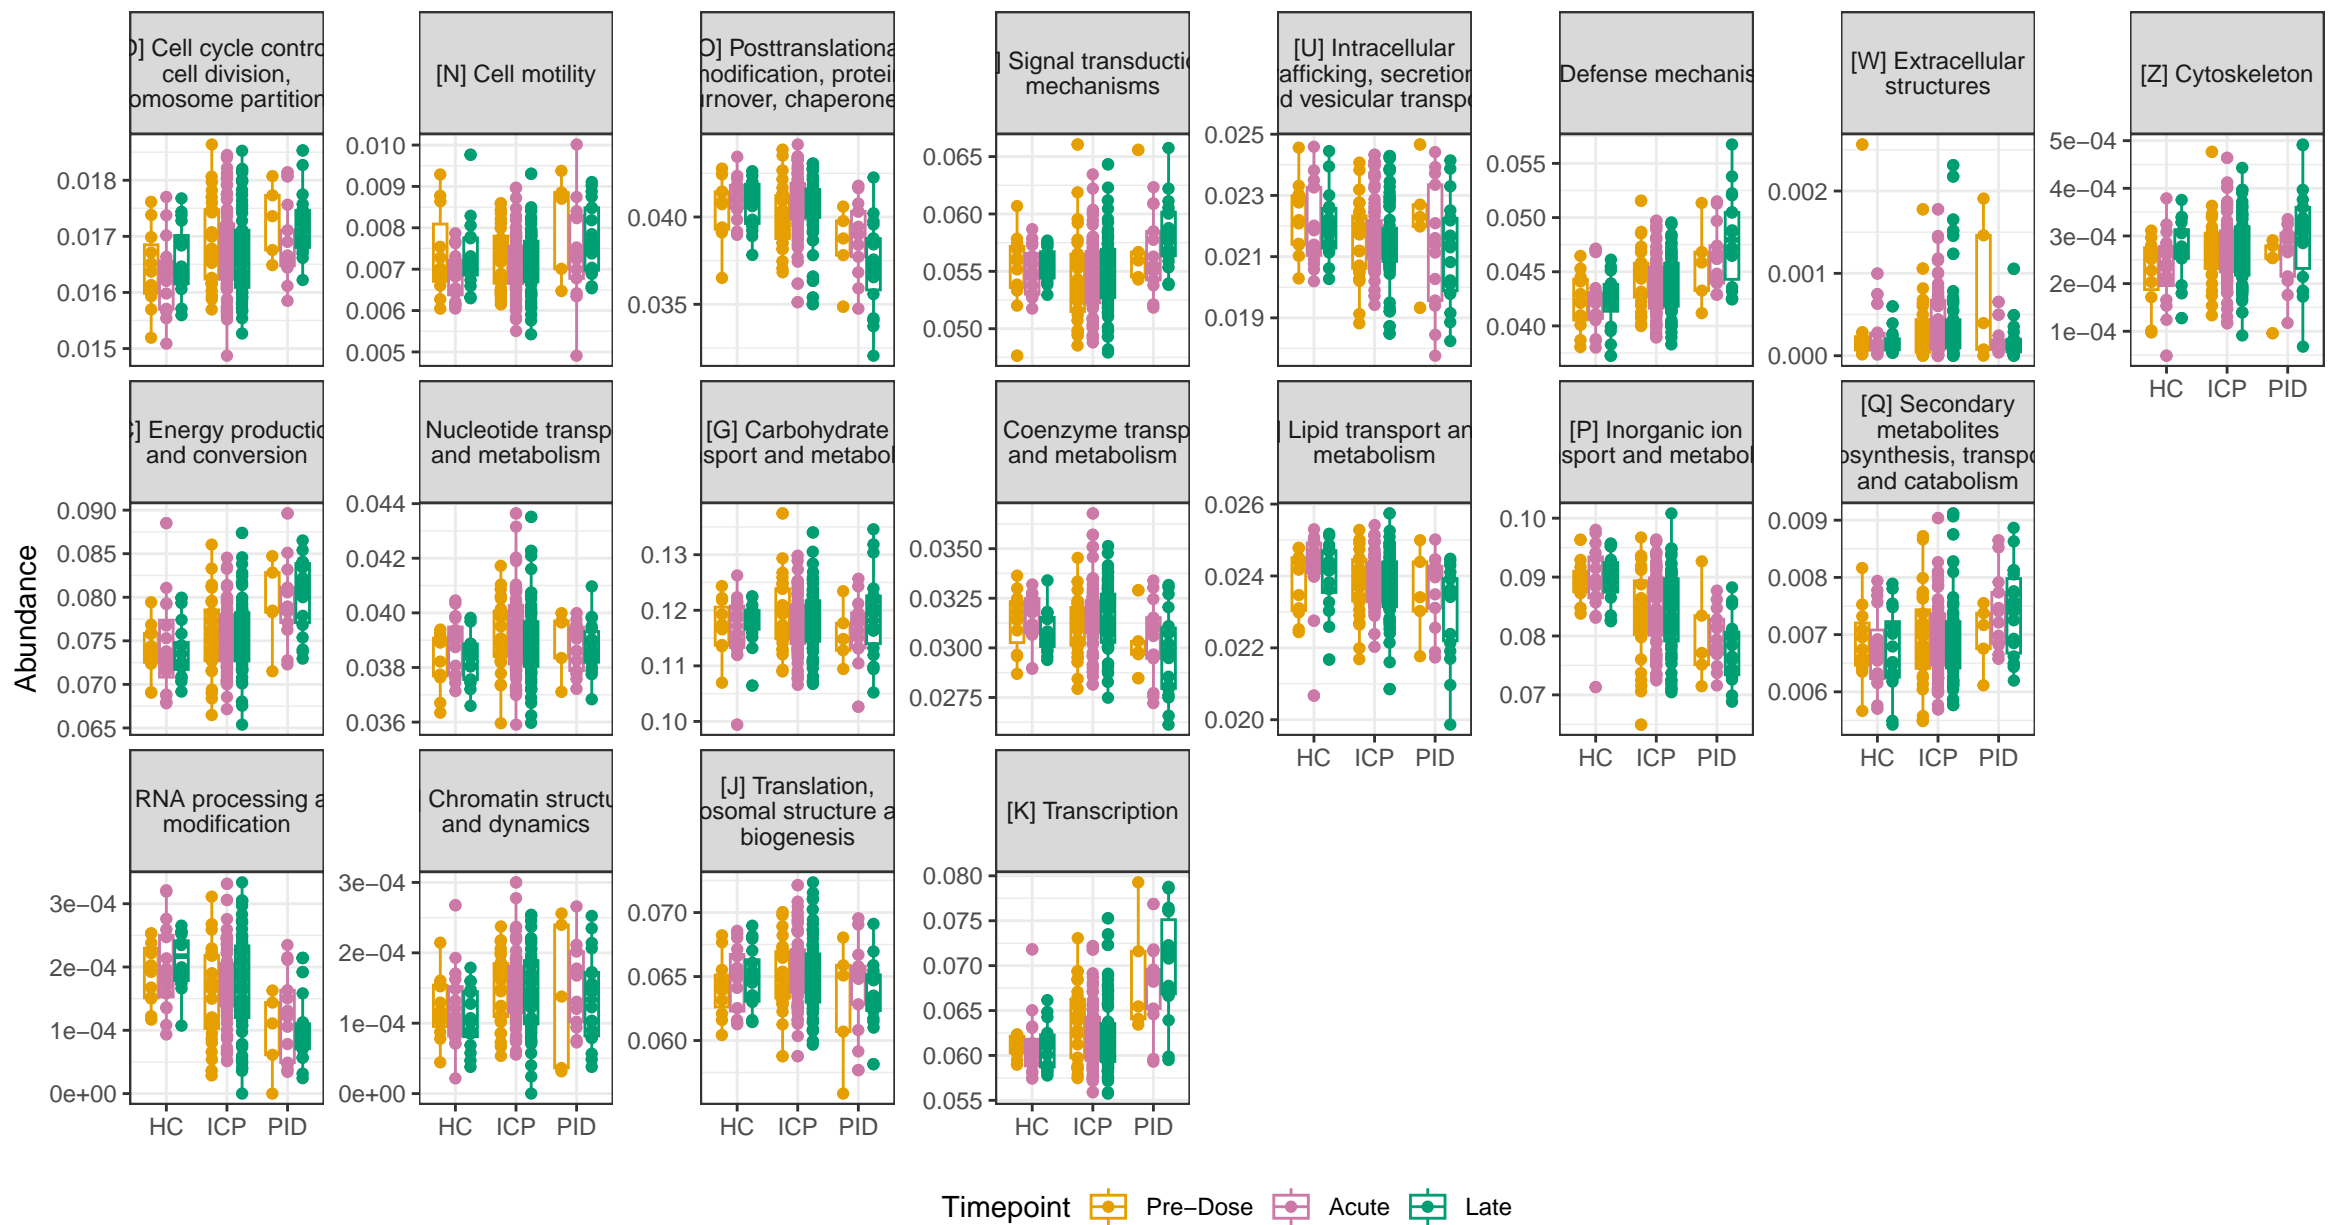 D] Cell cycle contro
cell division,
omosome partition
[N] Cell motility
O] Posttranslationa
modification, protei
urnover, chaperone
] Signal transductio
mechanisms
[U] Intracellular
afficking, secretion
d vesicular transpo
Defense mechanis
[W] Extracellular
structures
[Z] Cytoskeleton
0.018
0.017
0.016
0.015
0.010
0.009
0.008
0.007
0.006
0.005
0.040
0.035
0.065
0.060
0.055
0.050
0.025
0.023
0.021
0.019
0.055
0.050
0.045
0.040
0.002
0.001
0.000
5e−04
4e−04
3e−04
2e−04
1e−04
HC ICP PID
C] Energy productio
and conversion
Nucleotide transp
and metabolism
[G] Carbohydrate
sport and metabol
Coenzyme transp
and metabolism
] Lipid transport an
metabolism
[P] Inorganic ion
sport and metabol
[Q] Secondary
metabolites
osynthesis, transpo
and catabolism
0.090
0.085
0.080
0.075
0.070
0.065
0.044
0.042
0.040
0.038
0.036
0.13
0.12
0.11
0.10
0.0350
0.0325
0.0300
0.0275
0.026
0.024
0.022
0.020
0.10
0.09
0.08
0.07
0.009
0.008
0.007
0.006
HC ICP PID
HC ICP PID
HC ICP PID
Abundance
RNA processing a
modification
Chromatin structu
and dynamics
[J] Translation,
osomal structure a
biogenesis
[K] Transcription
3e−04
2e−04
1e−04
0e+00
3e−04
2e−04
1e−04
0e+00
0.070
0.065
0.060
0.080
0.075
0.070
0.065
0.060
0.055
HC ICP PID
HC ICP PID
HC ICP PID
HC ICP PID
Timepoint Pre−Dose Acute Late